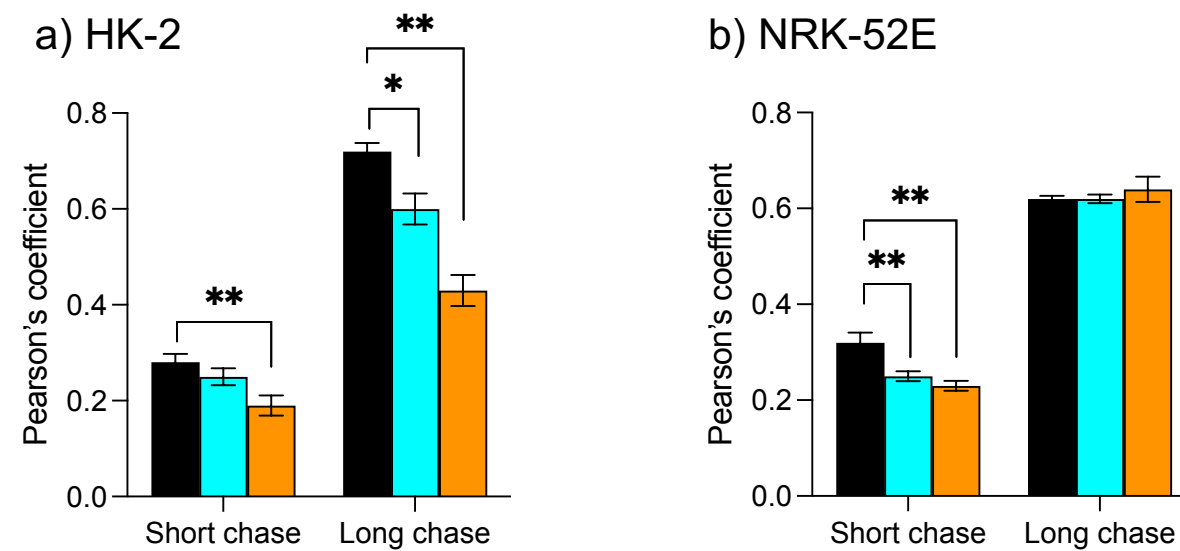 a) HK-2
**
*
Pearson’s coefficient
0.8
0.6
0.4
0.2
0.0
**
Short chase
Long chase
b) NRK-52E
Pearson’s coefficient
0.8
0.6
0.4
0.2
0.0
**
**
Short chase
Long chase